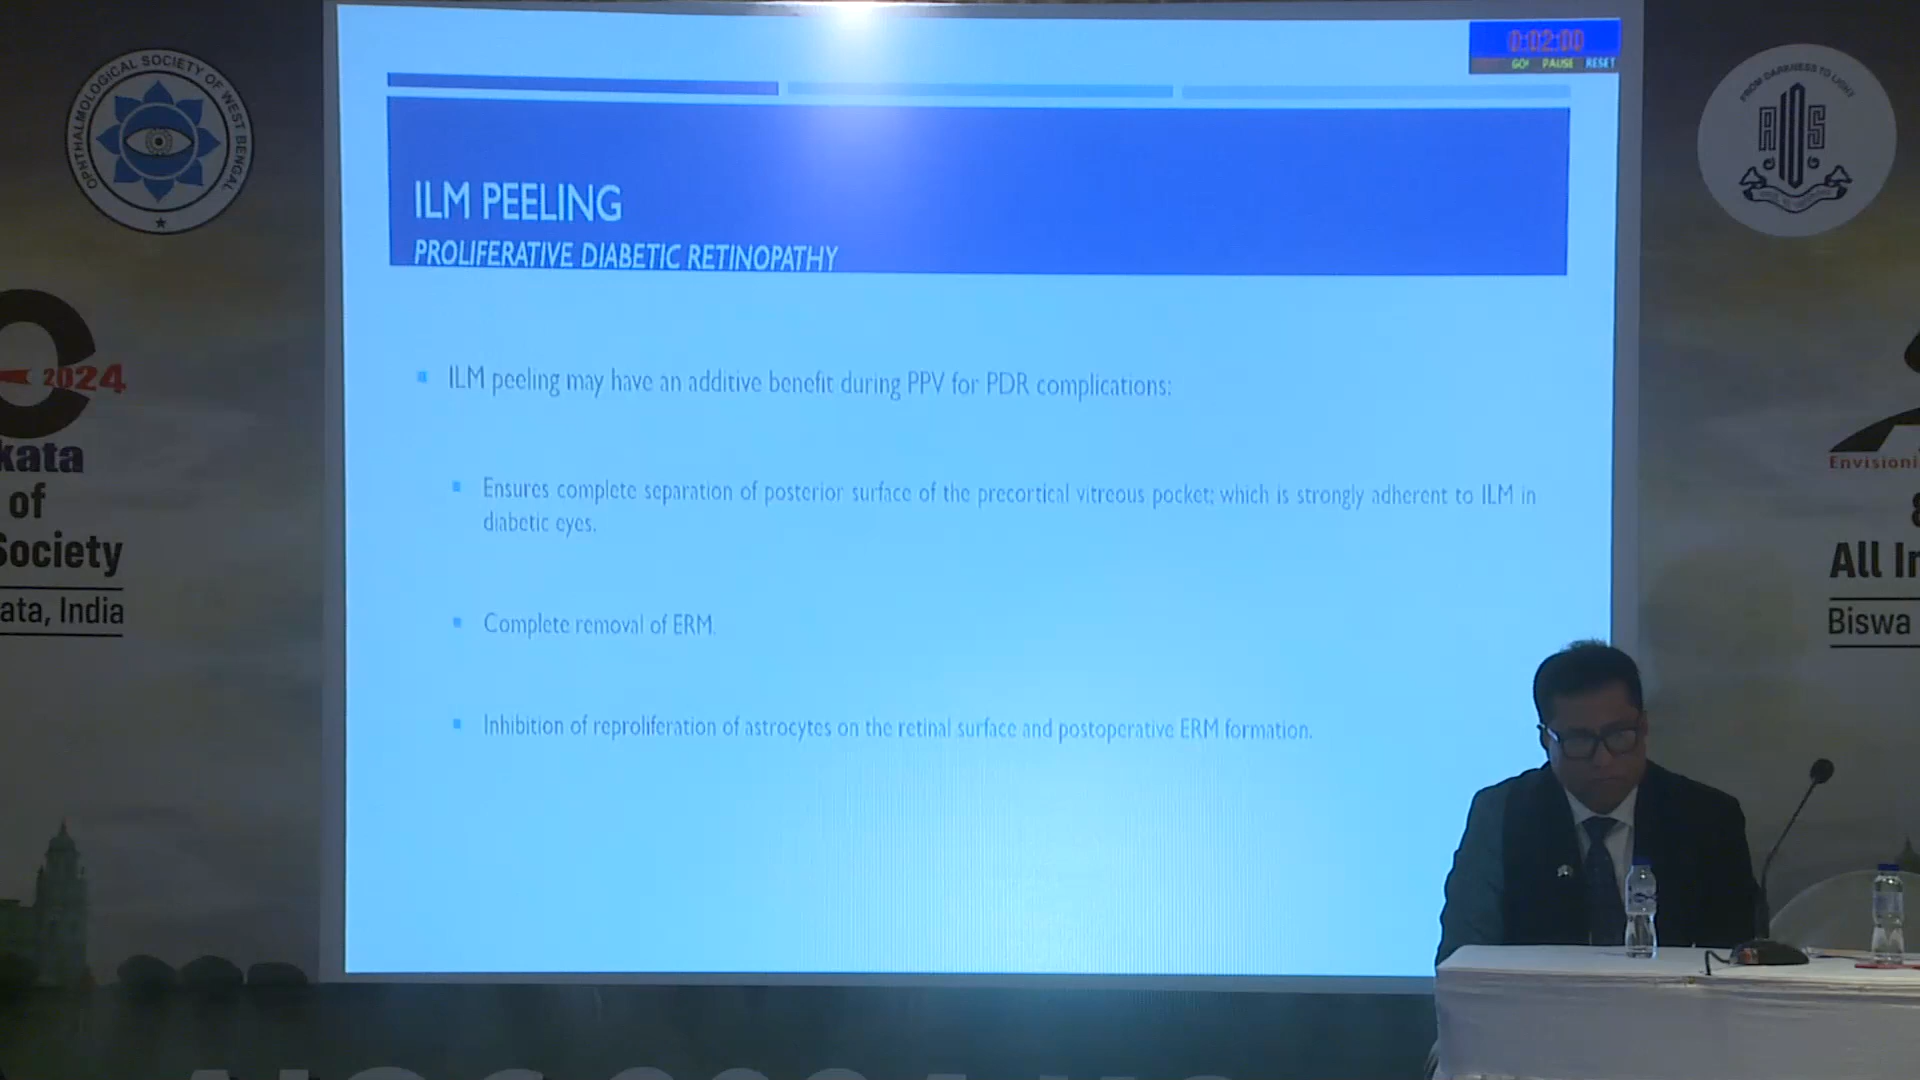 OPHTHALMOLOGICAL SOCIETY OF WEST BENGAL
0:02:00
GO! PAUSE RESET
FROM DARKNESS TO LIGHT
AIOS
ILM PEELING
PROLIFERATIVE DIABETIC RETINOPATHY
ILM peeling may have an additive benefit during PPV for PDR complications:
Ensures complete separation of posterior surface of the precortical vitreous pocket; which is strongly adherent to ILM in
diabetic eyes.
Complete removal of ERM.
Inhibition of reproliferation of astrocytes on the retinal surface and postoperative ERM formation.
2024
kata
of
Society
ata, India
Envisioni
All In
Biswa